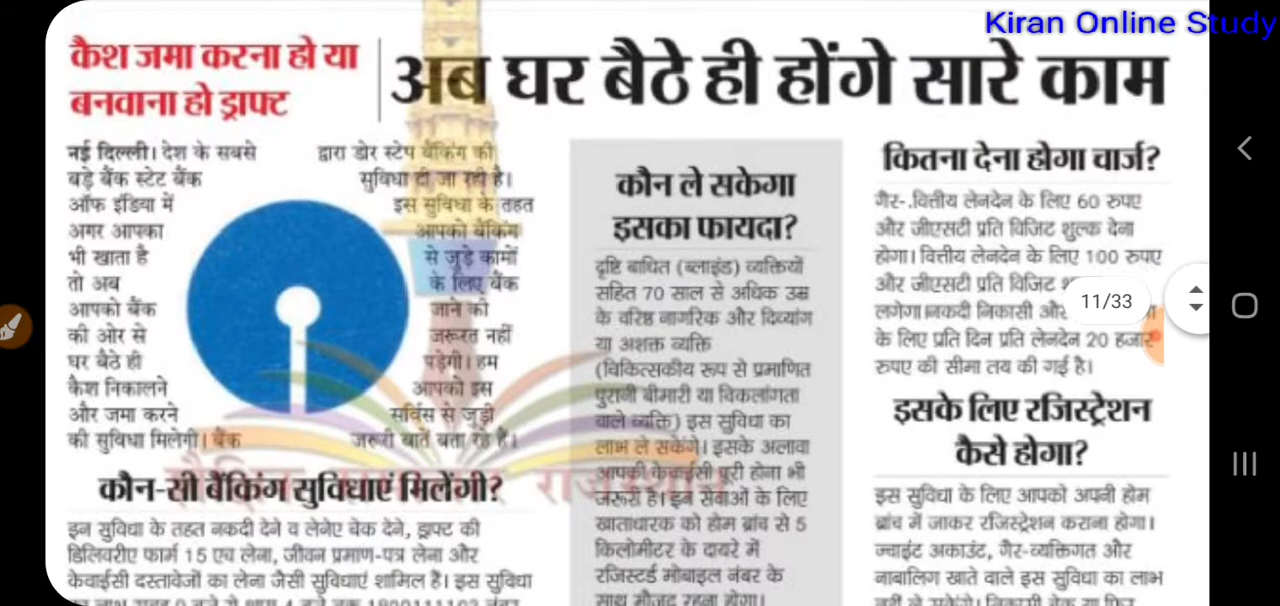 Kiran Online Study
कैश जमा करना हो या
बनवाना हो ड्राफ्ट
अब घर बैठे ही होंगे सारे काम
नई दिल्ली। देश के सबसे
बड़े बैंक स्टेट बैंक
ऑफ इंडिया में
अगर आपका
भी खाता है
तो अब
आपको बैंक
की ओर से
घर बैठे ही
कैश निकालने
और जमा करने
की सुविधा मिलेगी। बैंक
द्वारा डोर स्टेप बैंकिंग की
सुविधा दी जा रही है।
इस सुविधा के तहत
आपको बैंकिंग
से जुड़े कामों
के लिए बैंक
जाने की
जरूरत नहीं
पड़ेगी। हम
आपको इस
सर्विस से जुड़ी
जरूरी बातें बता रहे हैं।
कौन-सी बैंकिंग सुविधाएं मिलेंगी?
इन सुविधा के तहत नकदी देने व लेनेए चेक देने, ड्राफ्ट की
डिलिवरीए फार्म 15 एच लेना, जीवन प्रमाण-पत्र लेना और
केवाईसी दस्तावेजों का लेना जैसी सुविधाएं शामिल है। इस सुविधा
कौन ले सकेगा
इसका फायदा?
दृष्टि बाधित (ब्लाइंड) व्यक्तियों
सहित 70 साल से अधिक उम्र
के वरिष्ठ नागरिक और दिव्यांग
या अशक्त व्यक्ति
(चिकित्सकीय रूप से प्रमाणित
पुरानी बीमारी या विकलांगता
वाले व्यक्ति) इस सुविधा का
लाभ ले सकेंगे। इसके अलावा
आपकी केवाईसी पूरी होना भी
जरूरी है। इन सेवाओं के लिए
खाताधारक को होम ब्रांच से 5
किलोमीटर के दायरे में
रजिस्टर्ड मोबाइल नंबर के
साथ मौजूद रहना होगा।
कितना देना होगा चार्ज?
गैर-.वित्तीय लेनदेन के लिए 60 रुपए
और जीएसटी प्रति विजिट शुल्क देना
होगा। वित्तीय लेनदेन के लिए 100 रुपए
और जीएसटी प्रति विजिट
लगेगा।नकदी निकासी और
के लिए प्रति दिन प्रति लेनदेन 20 हजार
रुपए की सीमा तय की गई है।
11/33
इसके लिए रजिस्ट्रेशन
कैसे होगा?
इस सुविधा के लिए आपको अपनी होम
ब्रांच में जाकर रजिस्ट्रेशन कराना होगा।
ज्वाइंट अकाउंट, गैर-व्यक्तिगत और
नाबालिग खाते वाले इस सुविधा का लाभ